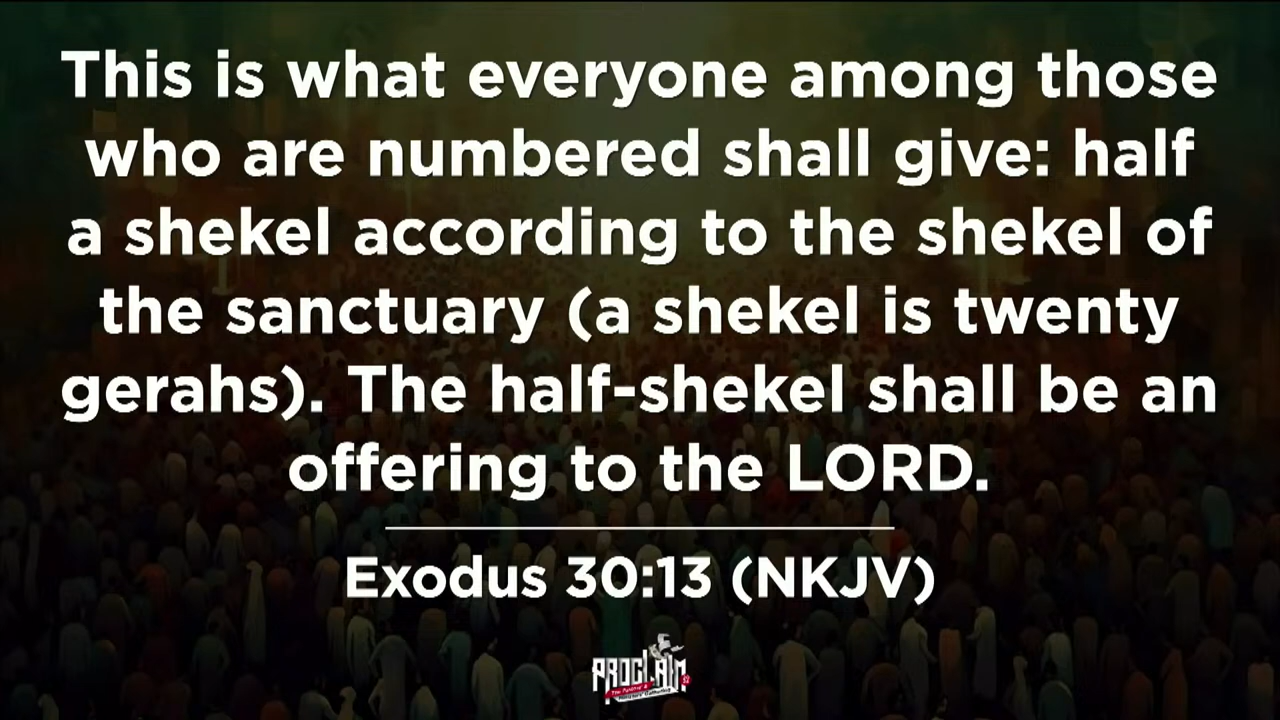 This is what everyone among those
who are numbered shall give: half
a shekel according to the shekel of
the sanctuary (a shekel is twenty
gerahs). The half-shekel shall be an
offering to the LORD.
Exodus 30:13 (NKJV)
PROCLAIM